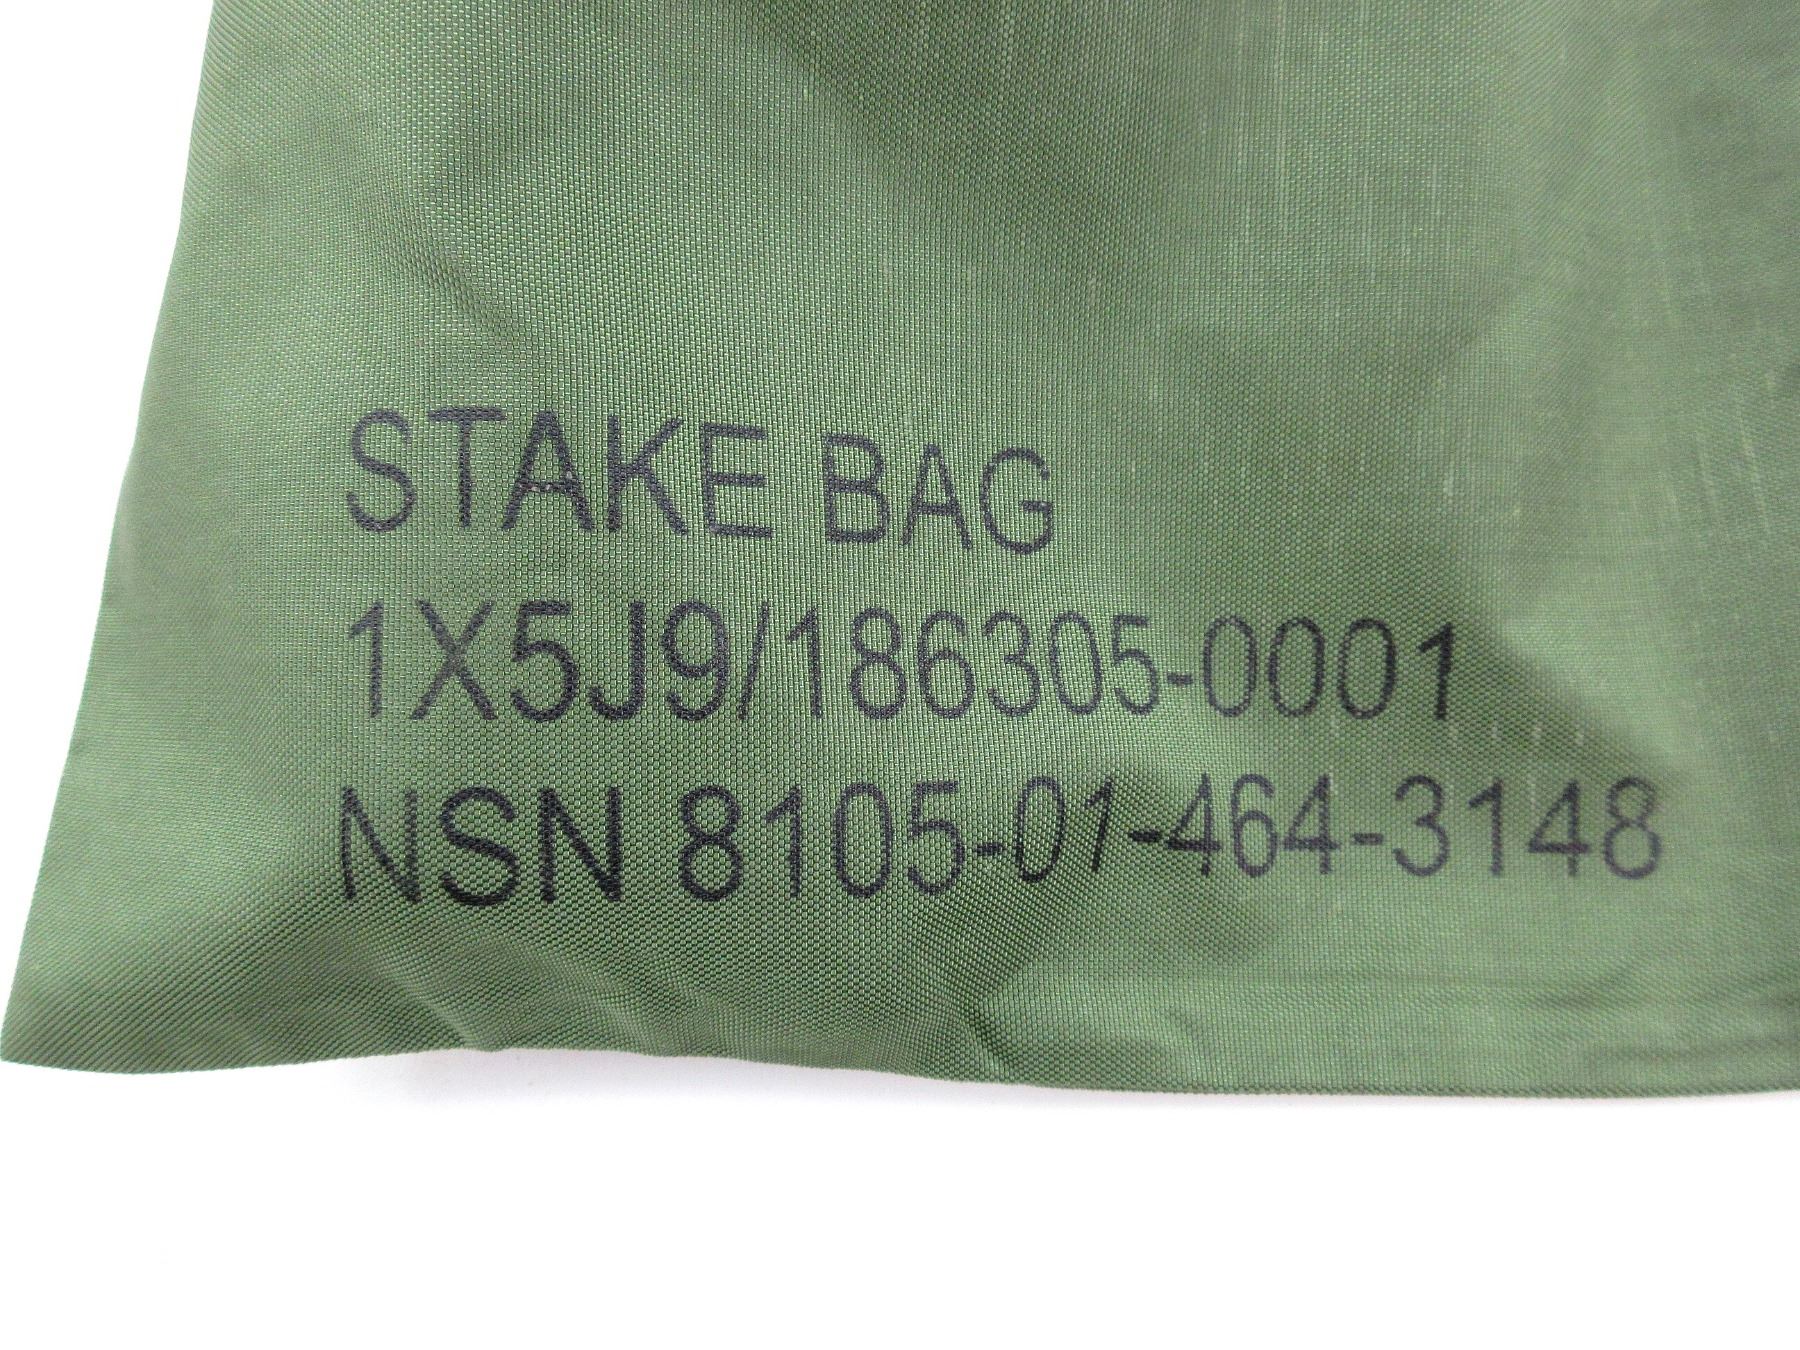 STAKE BAG
1X5J9/186305-0001
NSN 8105-01-464-3148